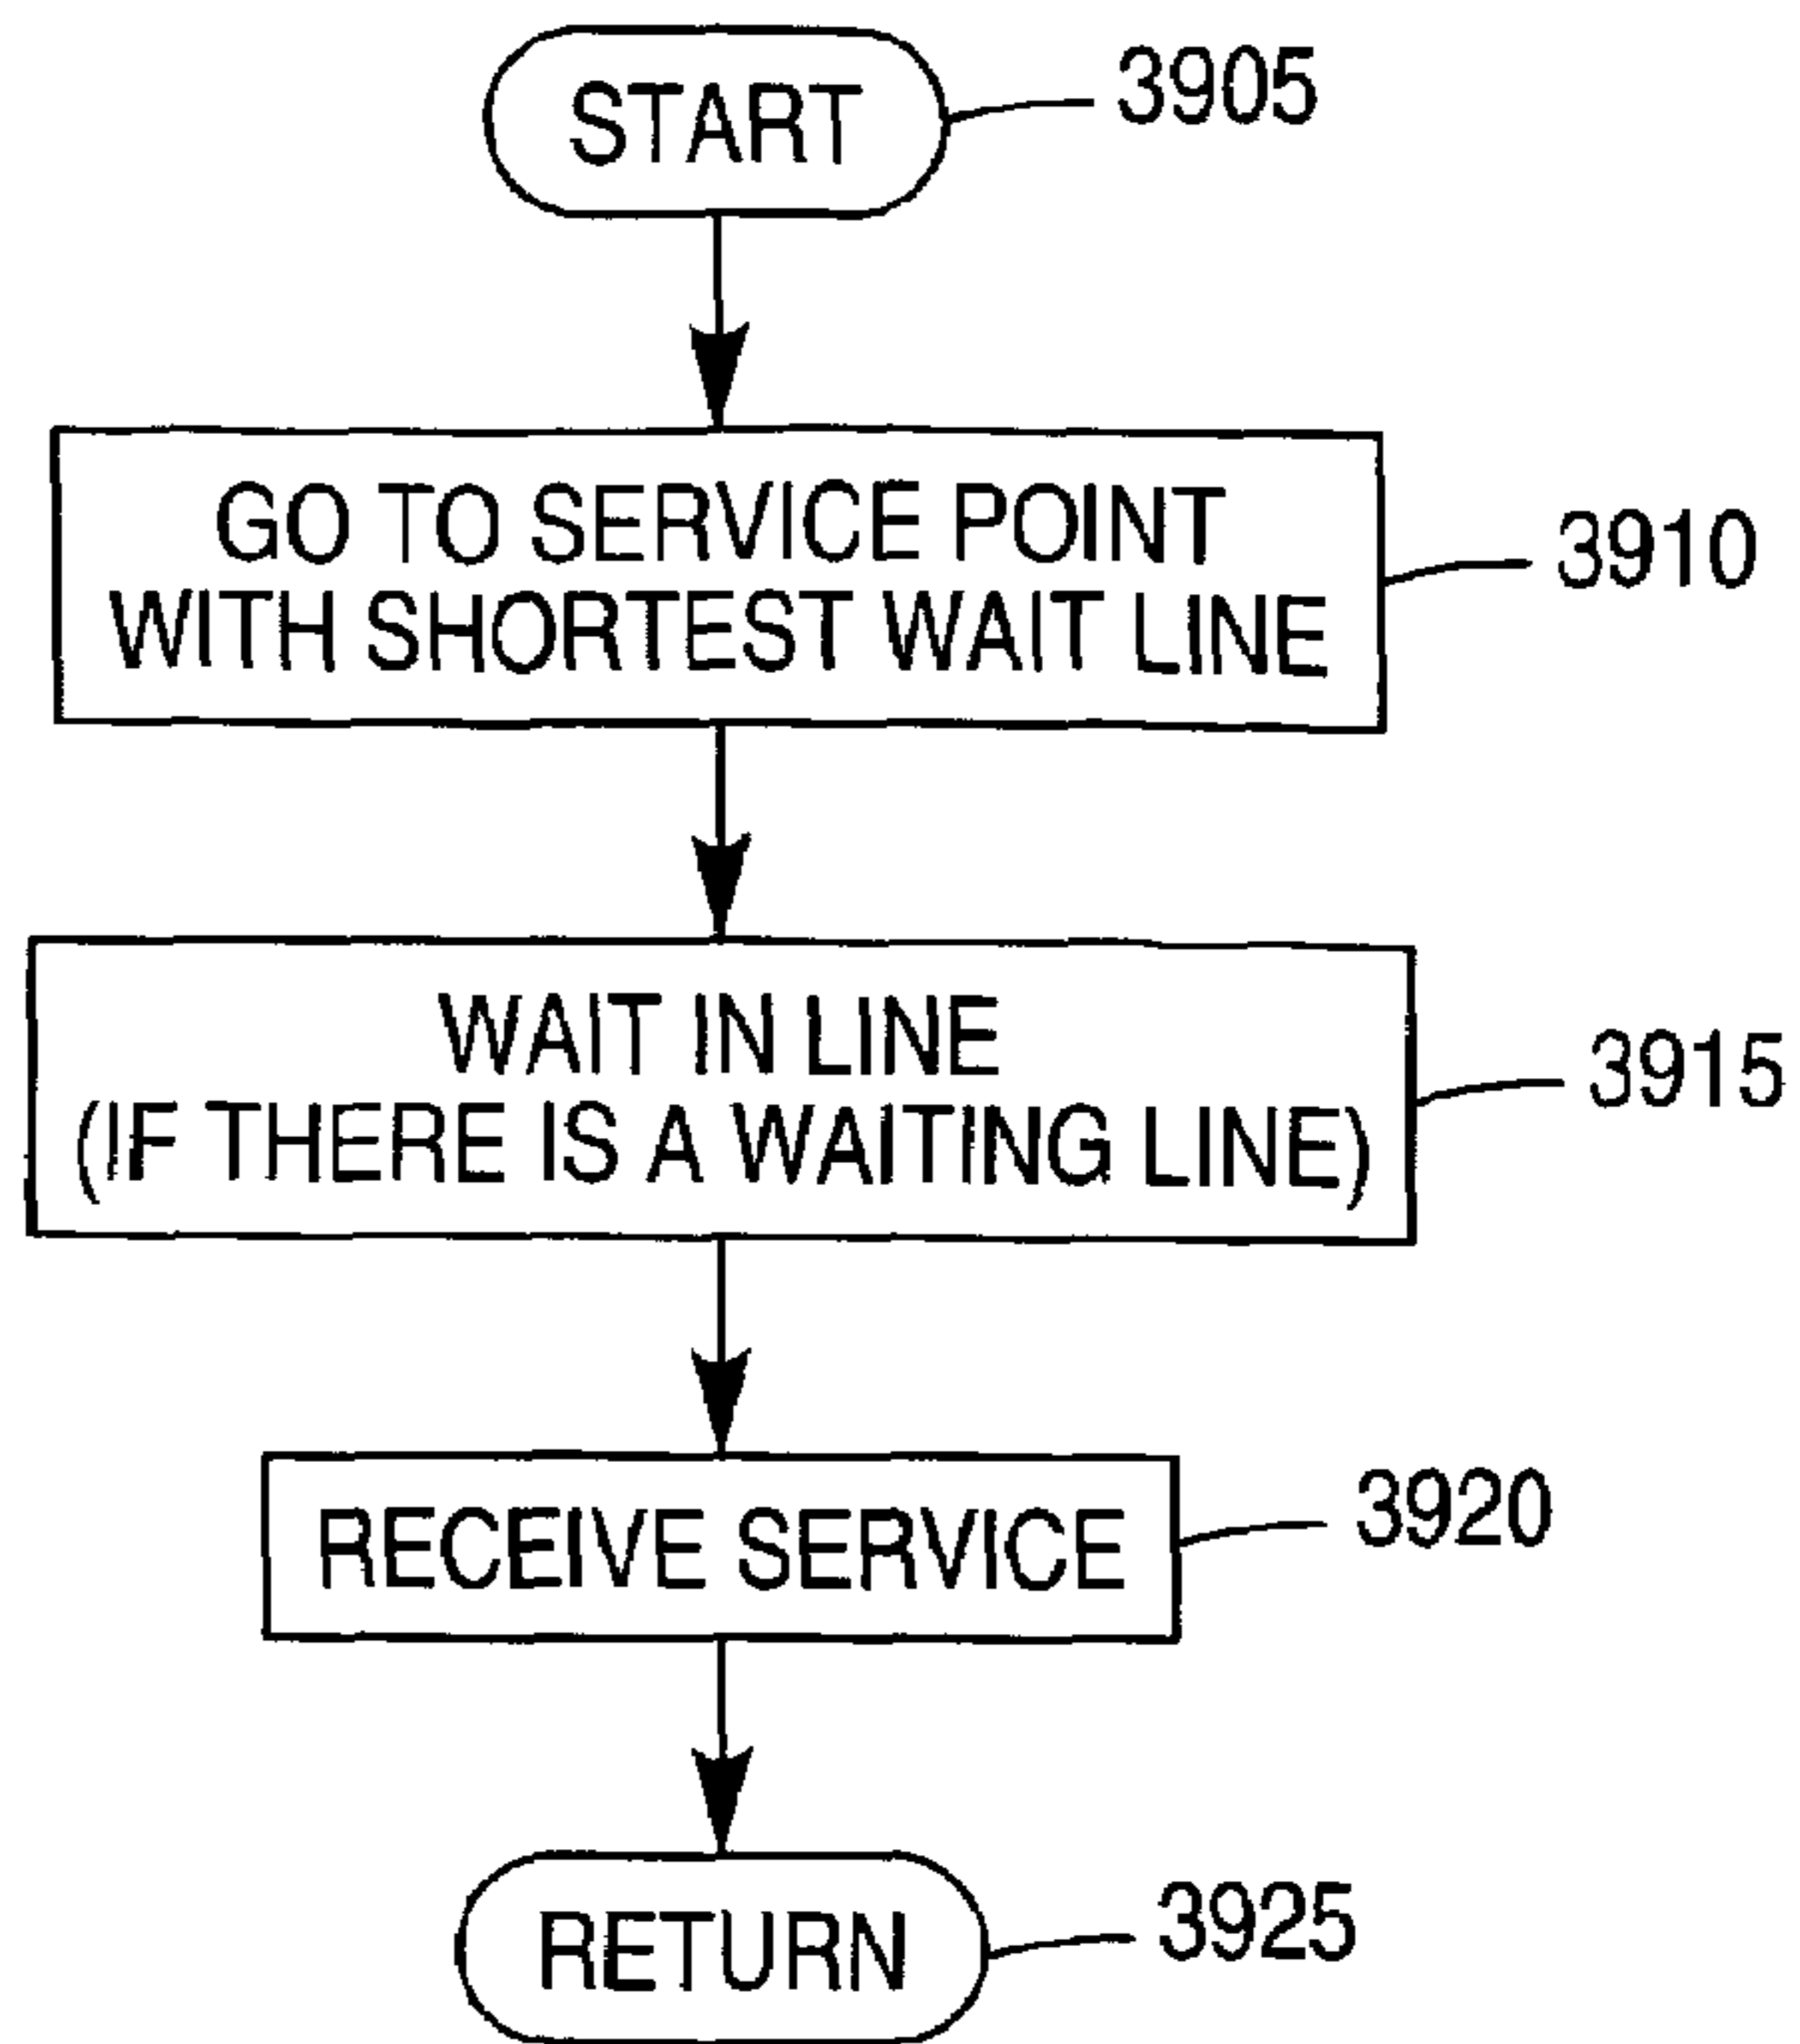 START
3905
GO TO SERVICE POINT
WITH SHORTEST WAIT LINE
3910
WAIT IN LINE
(IF THERE IS A WAITING LINE)
3915
RECEIVE SERVICE
3920
RETURN
3925